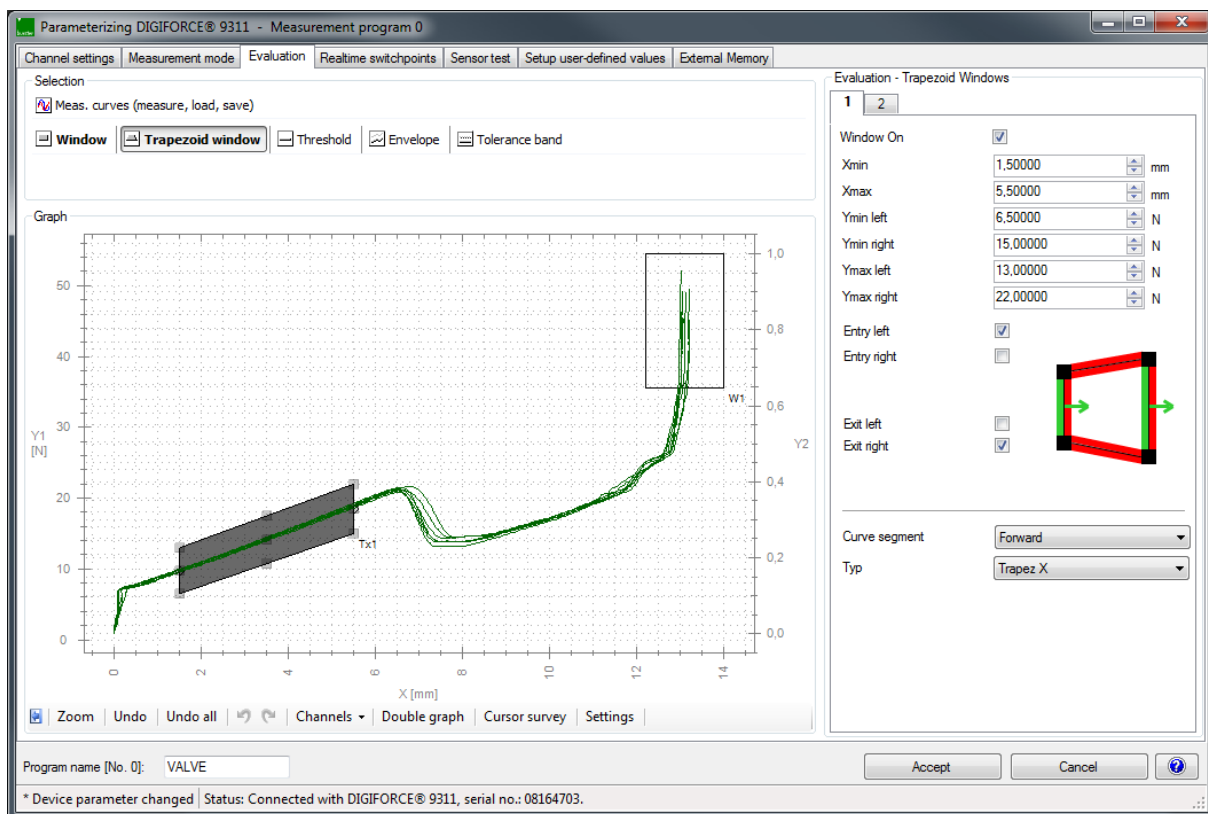 Parameterizing DIGIFORCE® 9311 - Measurement program 0
Channel settings Measurement mode Evaluation Realtime switchpoints Sensor test Setup user-defined values External Memory
Selection
Meas. curves (measure, load, save)
Window Trapezoid window Threshold Envelope Tolerance band
Graph
50
40
30
20
10
0
Y1
[N]
1,0
0,8
0,6
0,4
0,2
0,0
Y2
W1
Tx1
0 2 4 6 8 10 12 14
X [mm]
Zoom Undo Undo all Channels Double graph Cursor survey Settings
Evaluation - Trapezoid Windows
1 2
Window On
Xmin 1,50000 mm
Xmax 5,50000 mm
Ymin left 6,50000 N
Ymin right 15,00000 N
Ymax left 13,00000 N
Ymax right 22,00000 N
Entry left
Entry right
Exit left
Exit right
Curve segment Forward
Typ Trapez X
Program name [No. 0]: VALVE
Accept Cancel ?
* Device parameter changed Status: Connected with DIGIFORCE® 9311, serial no.: 08164703.